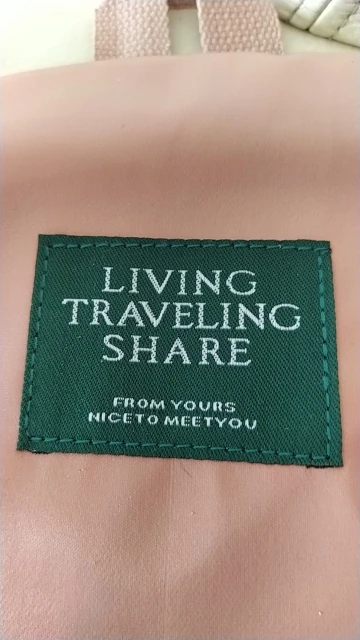 LIVING
TRAVELING
SHARE
FROM YOURS
NICETO MEETYOU